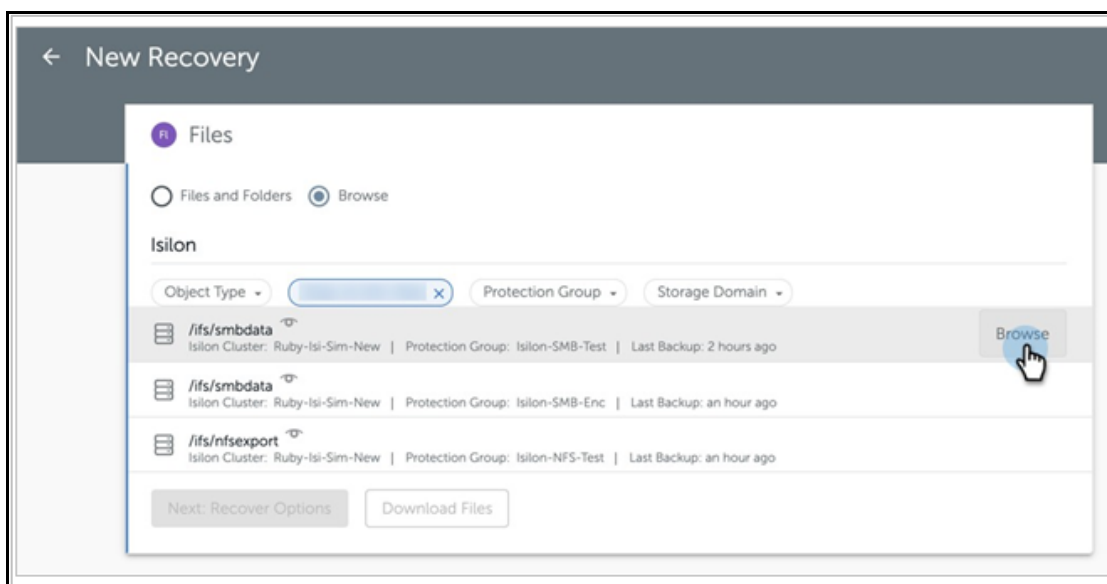 New Recovery
FI Files
Files and Folders Browse
Isilon
Object Type Protection Group Storage Domain
/ifs/smbdata
Isilon Cluster: Ruby-Isi-Sim-New | Protection Group: Isilon-SMB-Test | Last Backup: 2 hours ago
Browse
/ifs/smbdata
Isilon Cluster: Ruby-Isi-Sim-New | Protection Group: Isilon-SMB-Enc | Last Backup: an hour ago
/ifs/nfsexport
Isilon Cluster: Ruby-Isi-Sim-New | Protection Group: Isilon-NFS-Test | Last Backup: an hour ago
Next: Recover Options Download Files